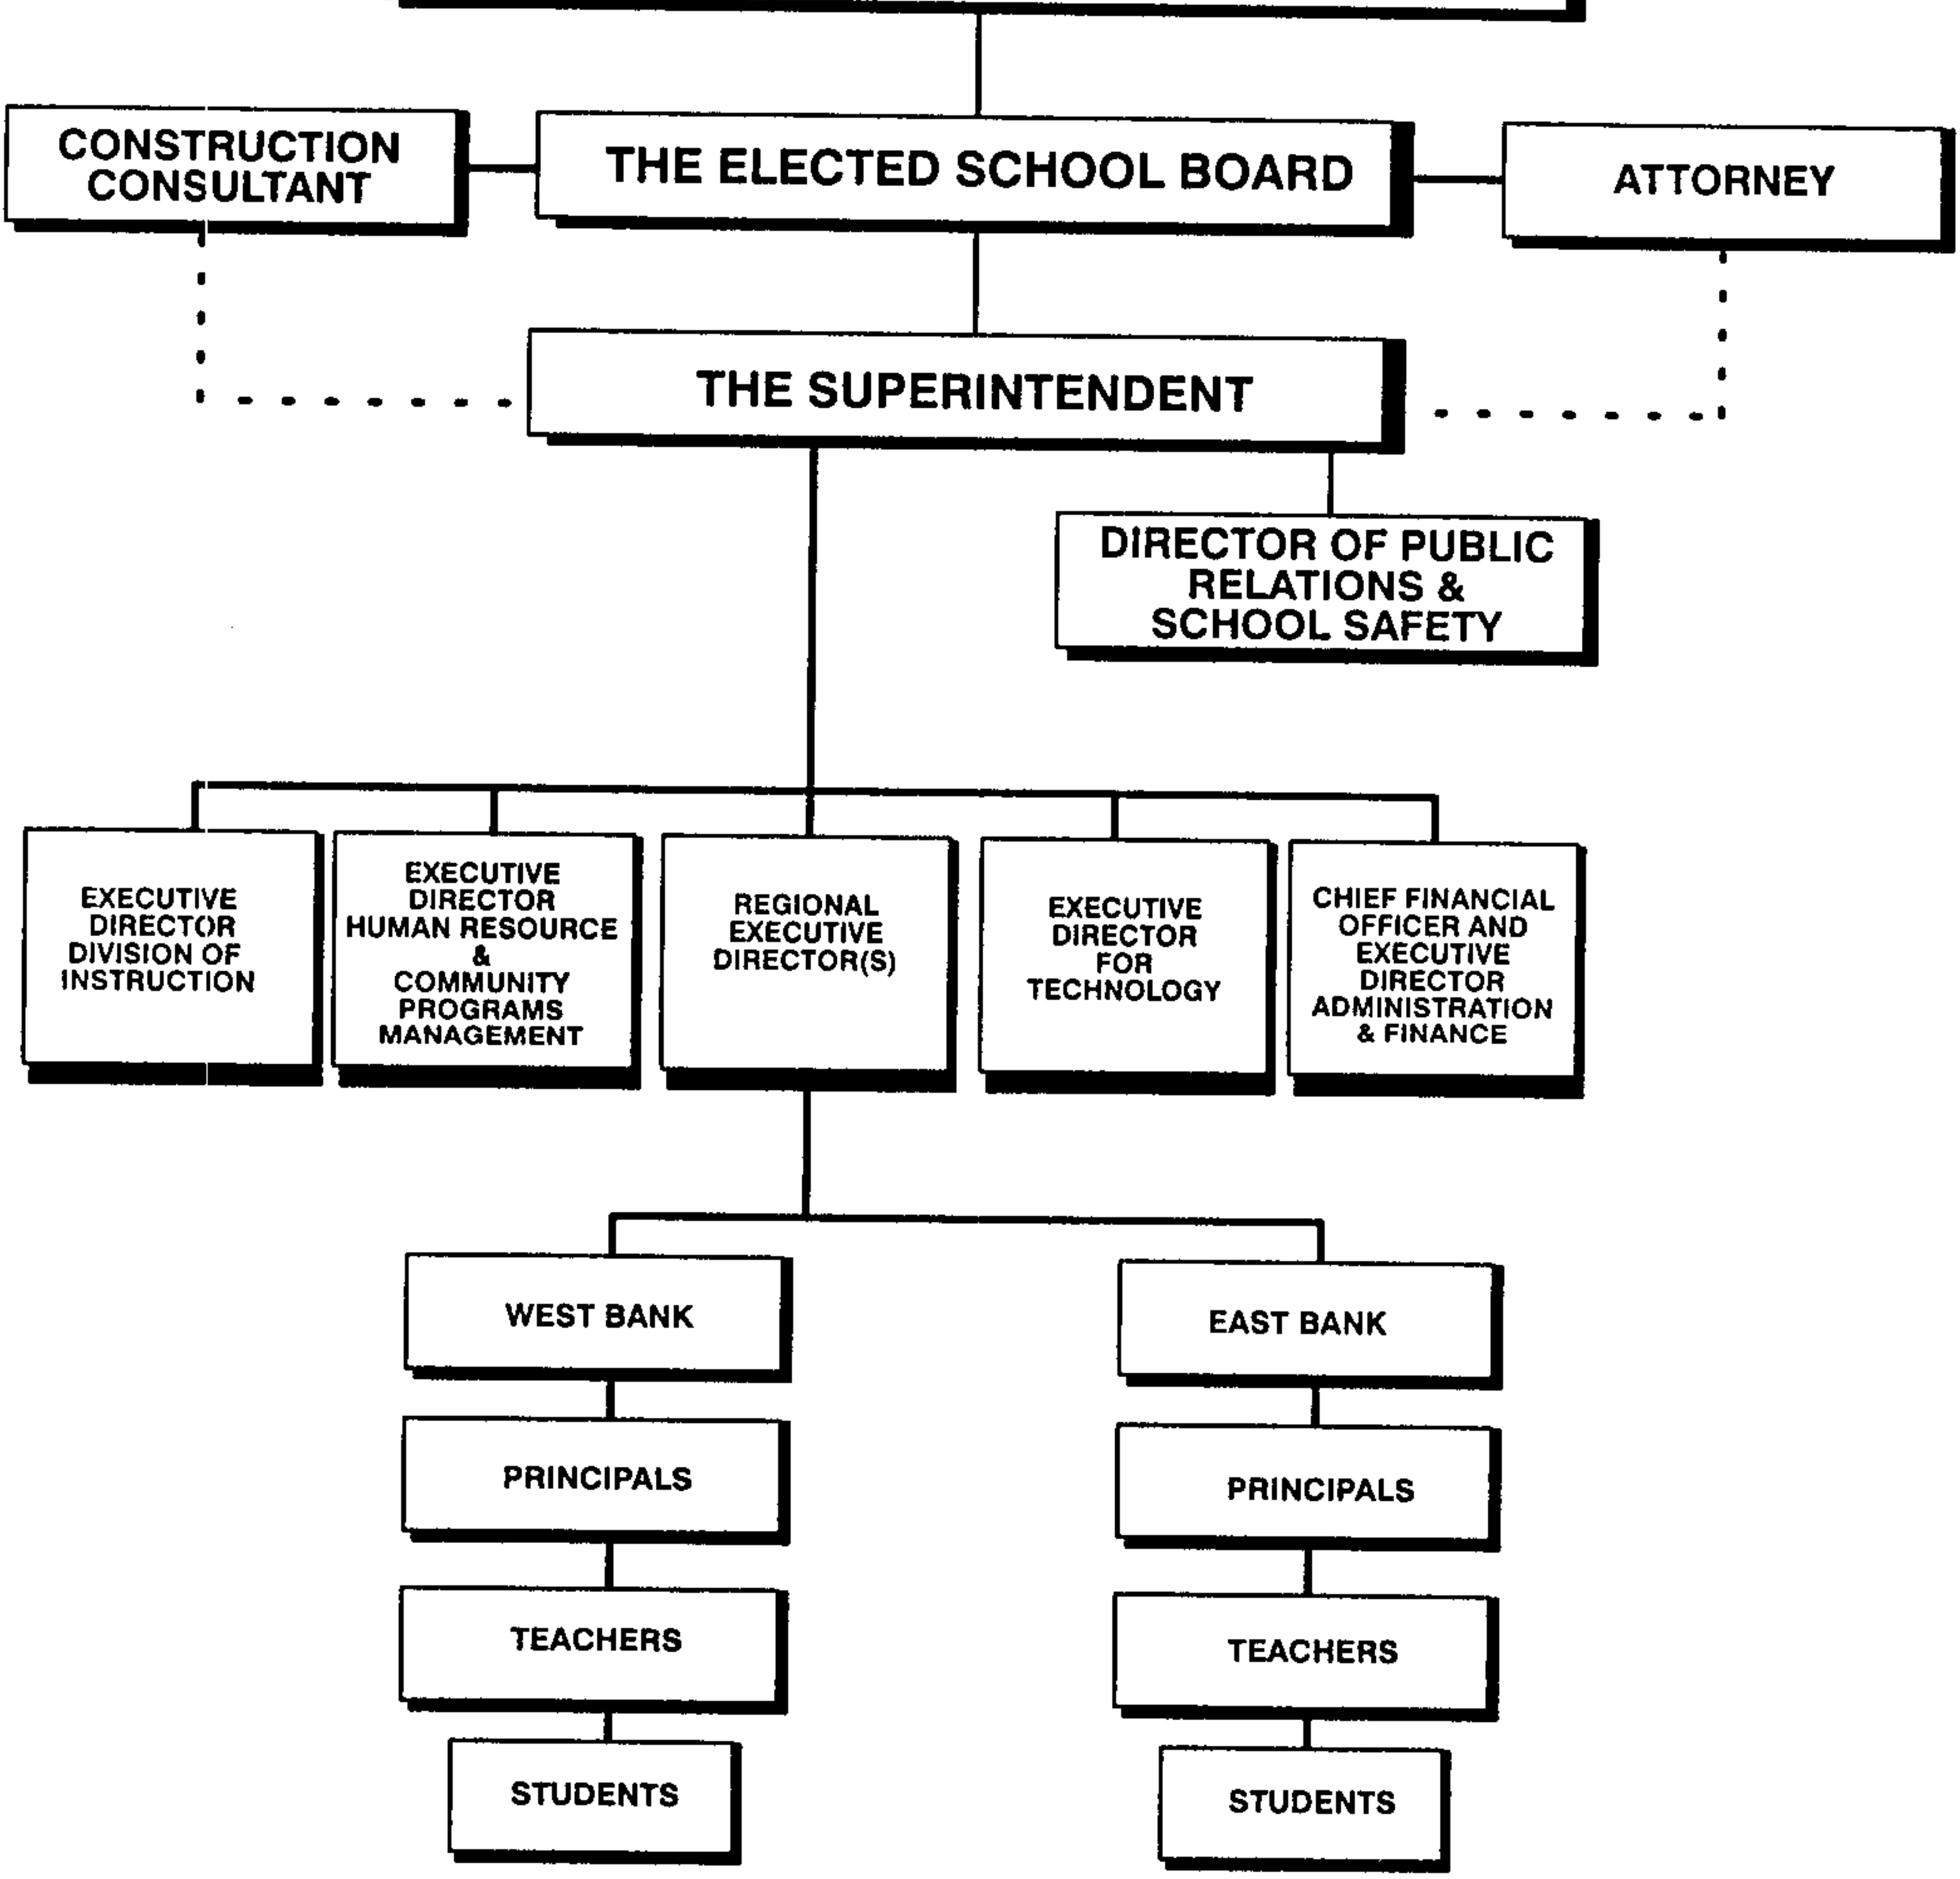 CONSTRUCTION
CONSULTANT
THE ELECTED SCHOOL BOARD
ATTORNEY
THE SUPERINTENDENT
DIRECTOR OF PUBLIC
RELATIONS &
SCHOOL SAFETY
EXECUTIVE
DIRECTOR
DIVISION OF
INSTRUCTION
EXECUTIVE
DIRECTOR
HUMAN RESOURCE
&
COMMUNITY
PROGRAMS
MANAGEMENT
REGIONAL
EXECUTIVE
DIRECTOR(S)
EXECUTIVE
DIRECTOR
FOR
TECHNOLOGY
CHIEF FINANCIAL
OFFICER AND
EXECUTIVE
DIRECTOR
ADMINISTRATION
& FINANCE
WEST BANK
EAST BANK
PRINCIPALS
PRINCIPALS
TEACHERS
TEACHERS
STUDENTS
STUDENTS